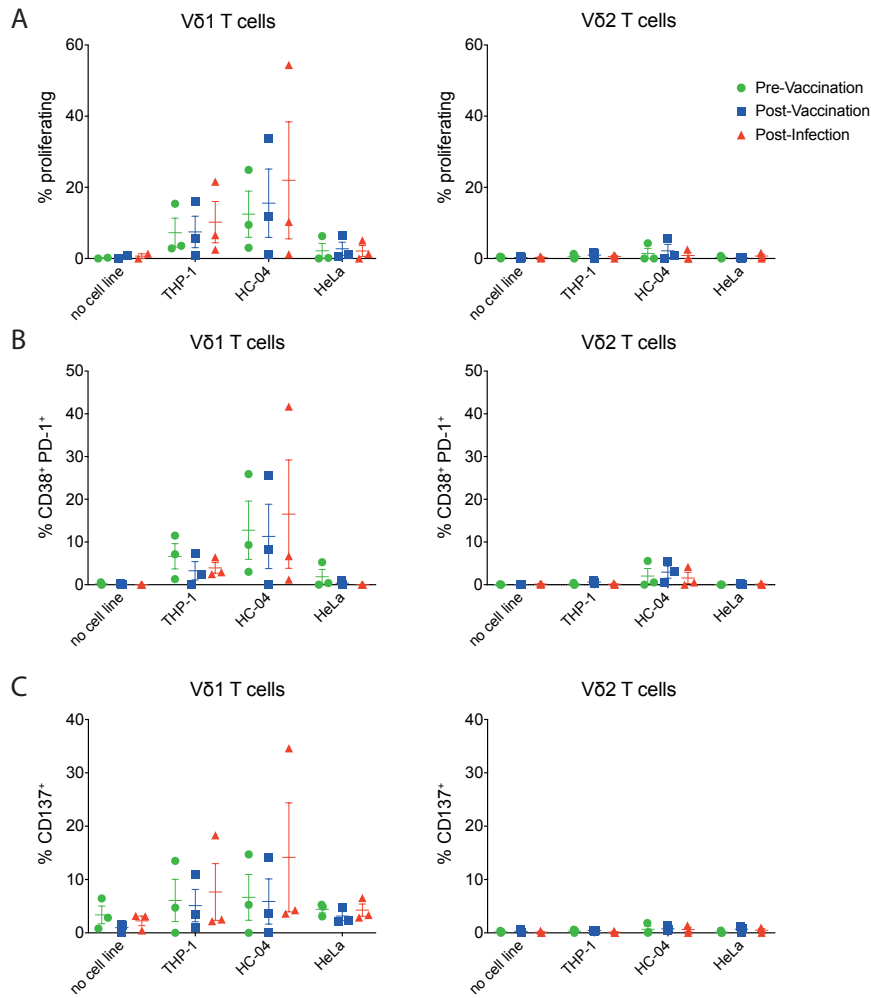 A
Vδ1 T cells
Vδ2 T cells
% proliferating
60
40
20
0
no cell line
THP-1
HC-04
HeLa
% proliferating
60
40
20
0
no cell line
THP-1
HC-04
HeLa
Pre-Vaccination
Post-Vaccination
Post-Infection
B
Vδ1 T cells
Vδ2 T cells
% CD38⁺ PD-1⁺
50
40
30
20
10
0
no cell line
THP-1
HC-04
HeLa
% CD38⁺ PD-1⁺
50
40
30
20
10
0
no cell line
THP-1
HC-04
HeLa
C
Vδ1 T cells
Vδ2 T cells
% CD137⁺
40
30
20
10
0
no cell line
THP-1
HC-04
HeLa
% CD137⁺
40
30
20
10
0
no cell line
THP-1
HC-04
HeLa